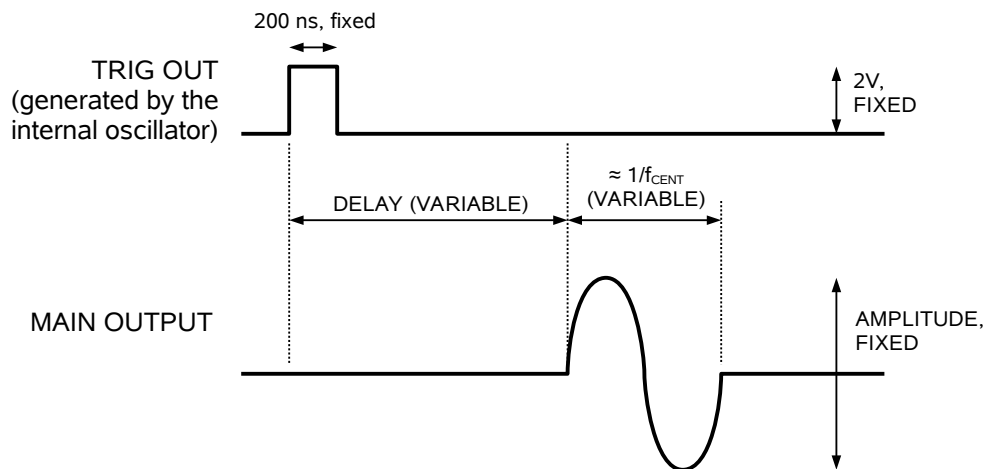 200 ns, fixed
TRIG OUT
(generated by the
internal oscillator)
2V,
FIXED
≈ 1/fCENT
(VARIABLE)
DELAY (VARIABLE)
MAIN OUTPUT
AMPLITUDE,
FIXED